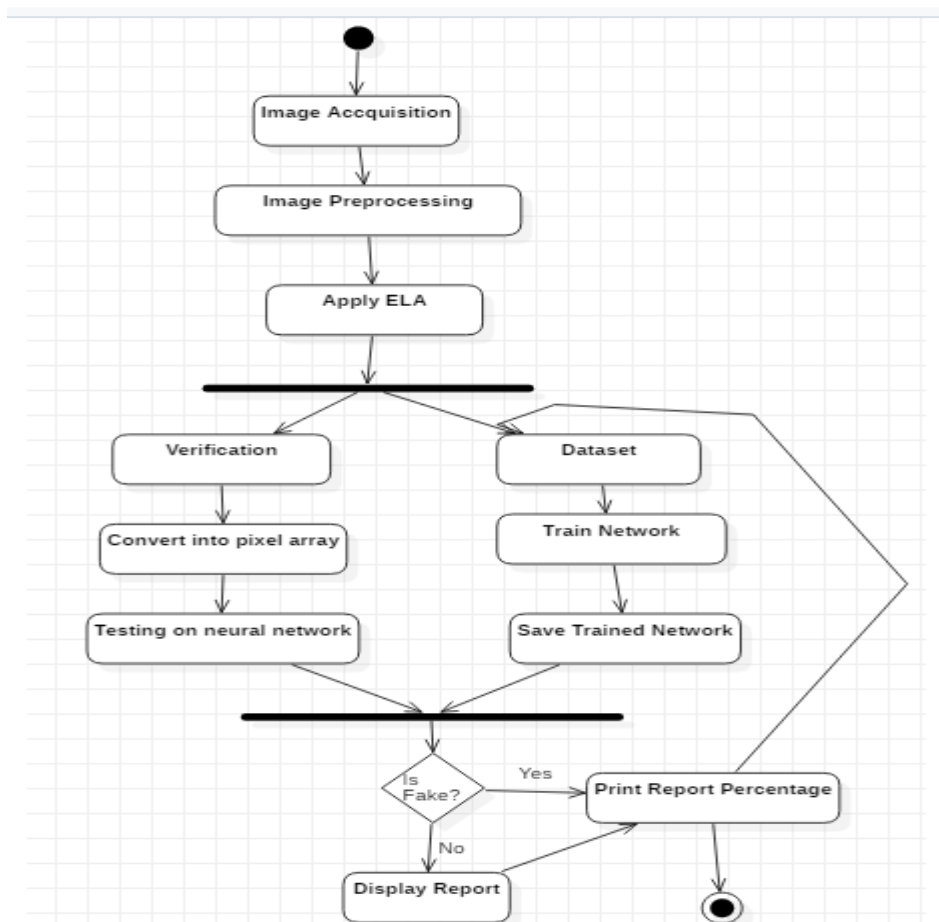 Image Accquisition
Image Preprocessing
Apply ELA
Verification
Dataset
Convert into pixel array
Train Network
Testing on neural network
Save Trained Network
Is
Fake?
Yes
Print Report Percentage
No
Display Report